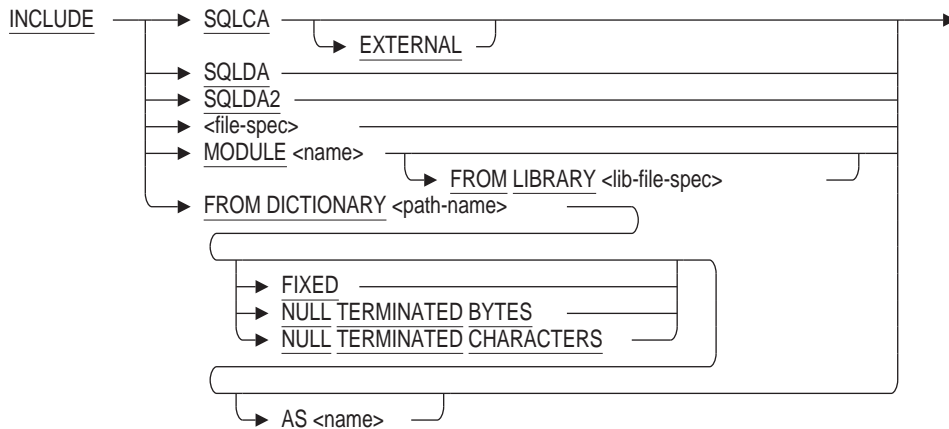 INCLUDE SQLCA
EXTERNAL
SQLDA
SQLDA2
<file-spec>
MODULE <name>
FROM LIBRARY <lib-file-spec>
FROM DICTIONARY <path-name>
FIXED
NULL TERMINATED BYTES
NULL TERMINATED CHARACTERS
AS <name>